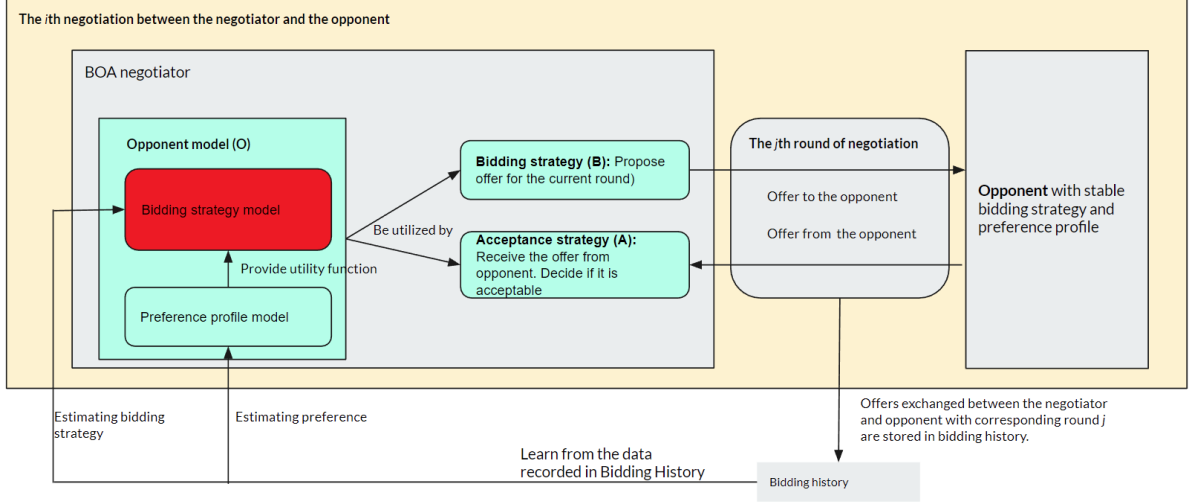 The ith negotiation between the negotiator and the opponent
BOA negotiator
Opponent model (O)
Bidding strategy model
Provide utility function
Preference profile model
Be utilized by
Bidding strategy (B): Propose
offer for the current round)
Acceptance strategy (A):
Receive the offer from
opponent. Decide if it is
acceptable
The jth round of negotiation
Offer to the opponent
Offer from the opponent
Opponent with stable
bidding strategy and
preference profile
Estimating bidding
strategy
Estimating preference
Learn from the data
recorded in Bidding History
Offers exchanged between the negotiator
and opponent with corresponding round j
are stored in bidding history.
Bidding history